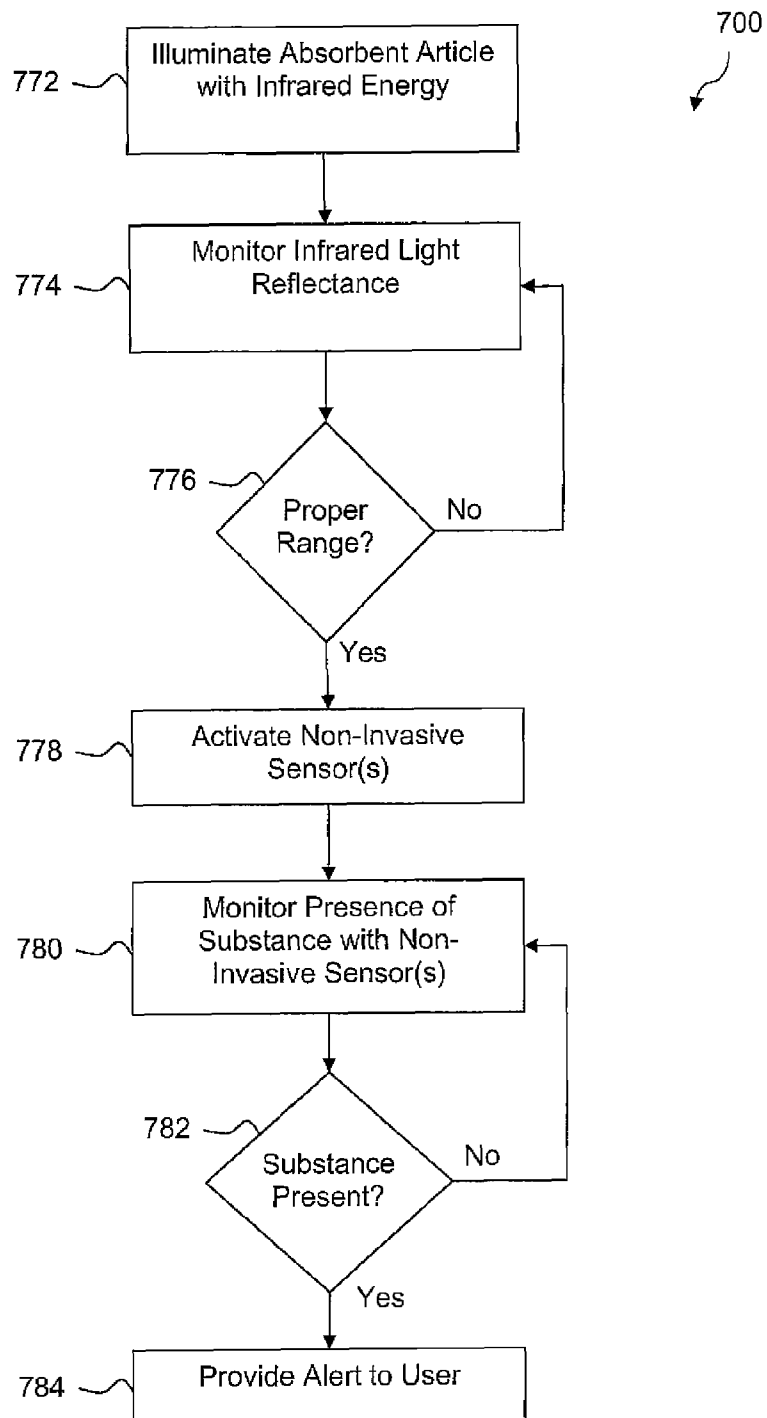 700
772
Illuminate Absorbent Article
with Infrared Energy
774
Monitor Infrared Light
Reflectance
776
Proper
Range?
No
Yes
778
Activate Non-Invasive
Sensor(s)
780
Monitor Presence of
Substance with Non-
Invasive Sensor(s)
782
Substance
Present?
No
Yes
784
Provide Alert to User